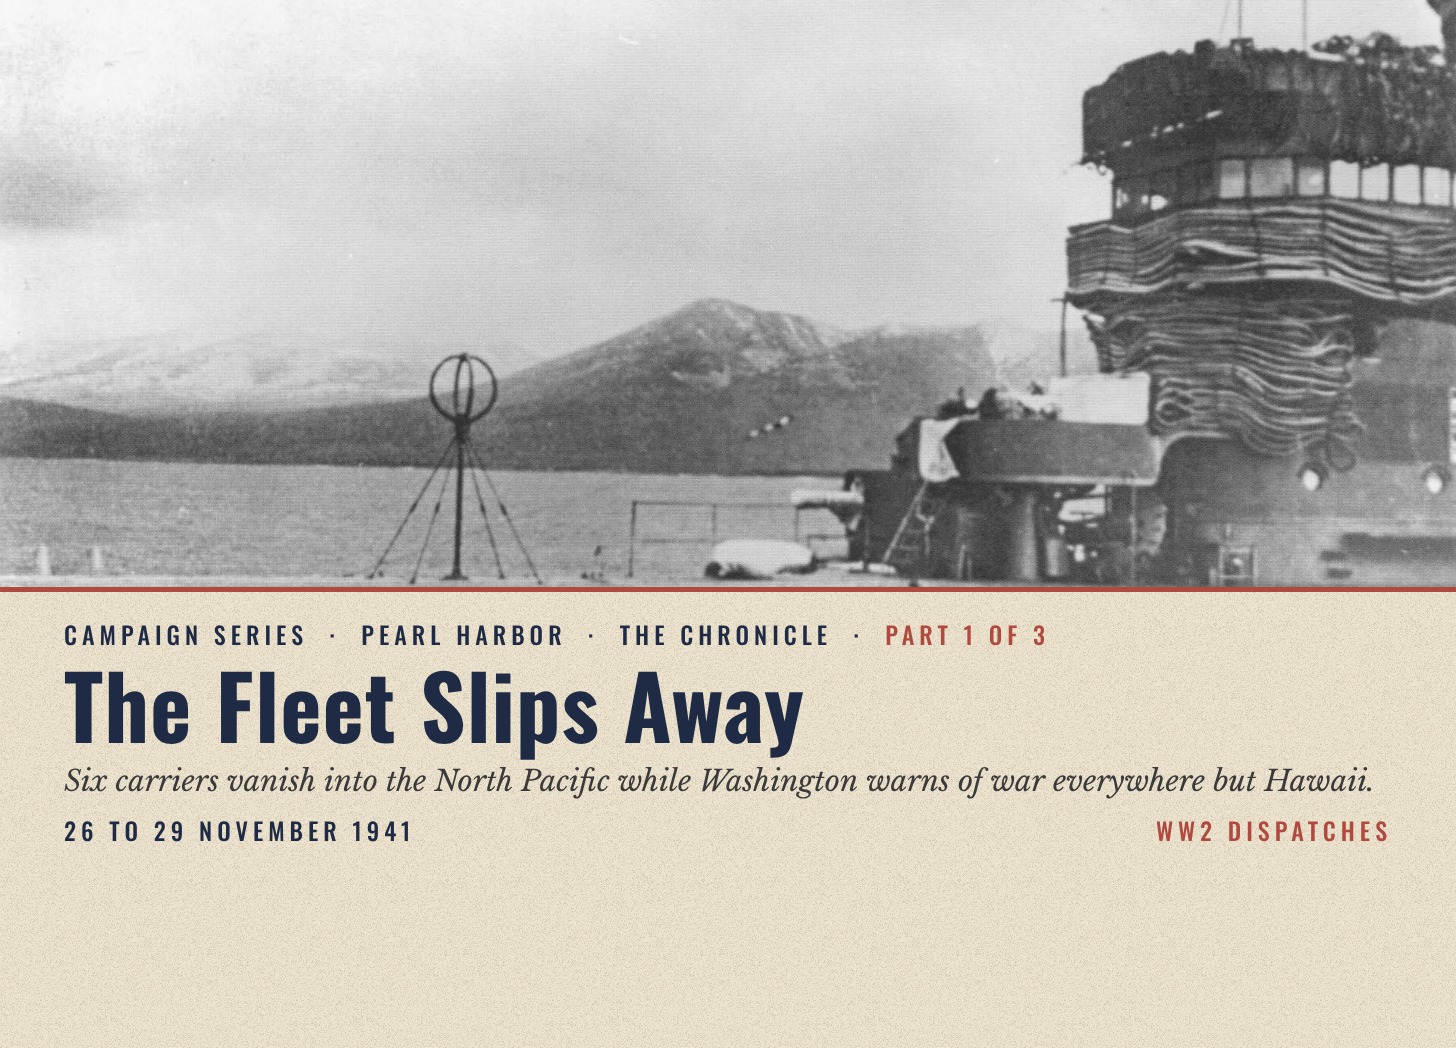 CAMPAIGN SERIES · PEARL HARBOR · THE CHRONICLE · PART 1 OF 3
The Fleet Slips Away
Six carriers vanish into the North Pacific while Washington warns of war everywhere but Hawaii.
26 TO 29 NOVEMBER 1941
WW2 DISPATCHES